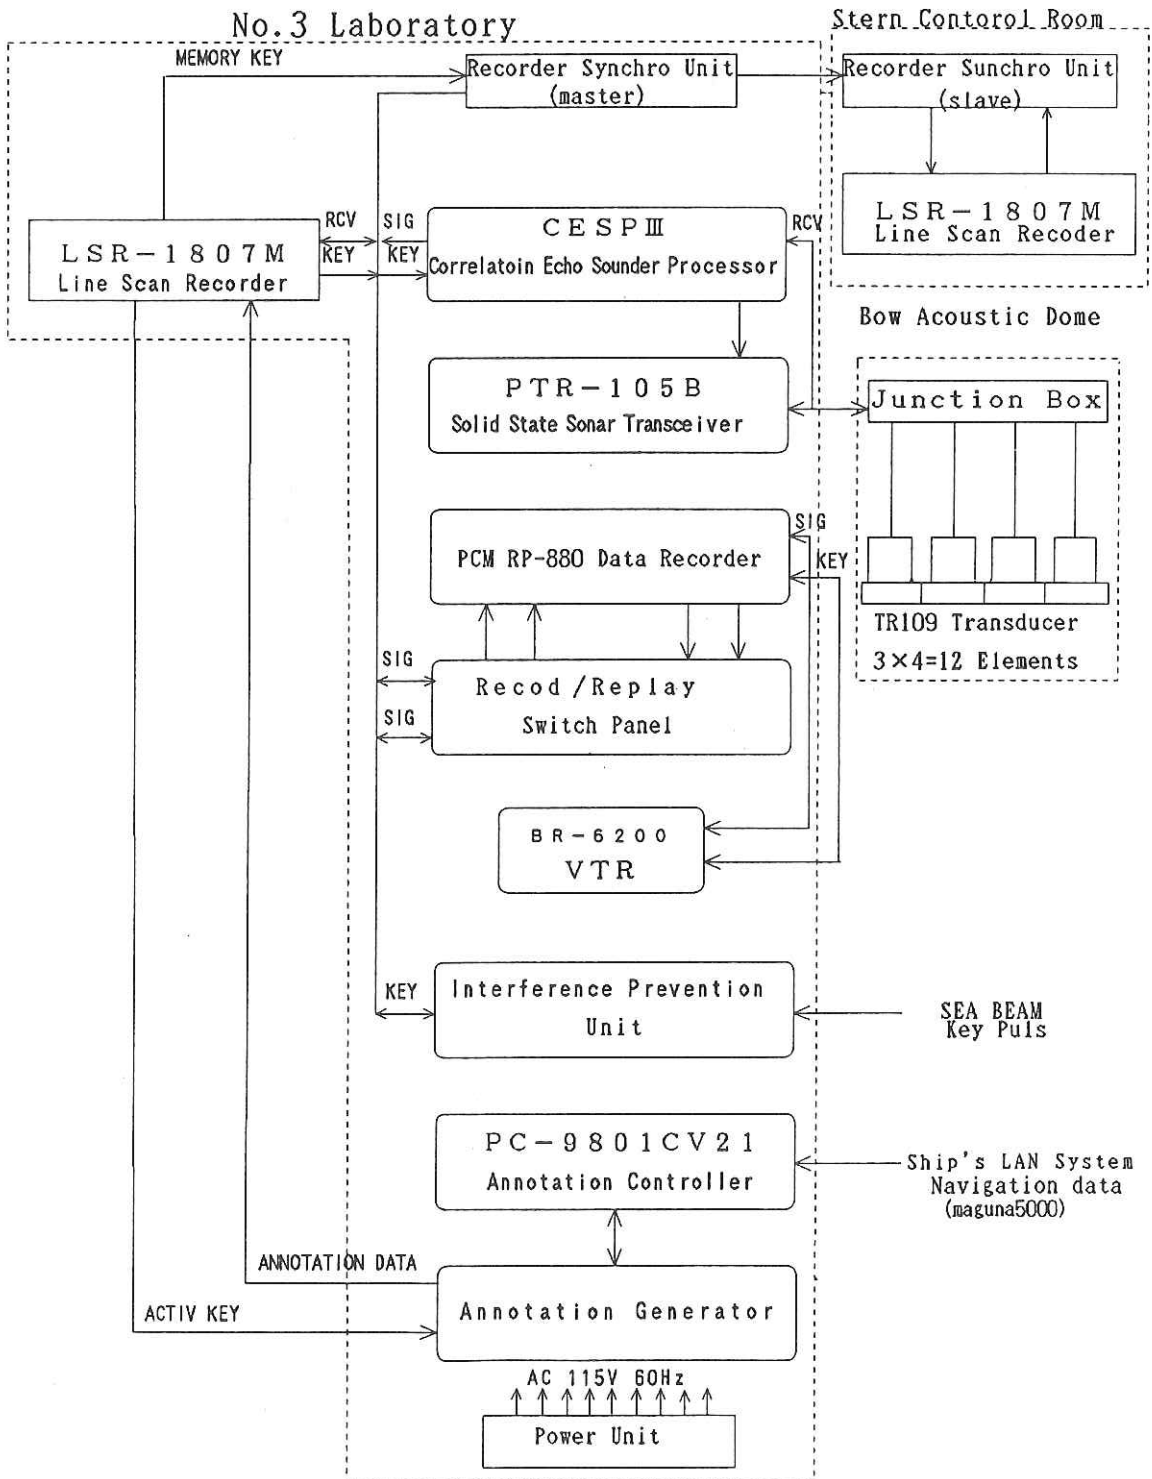 No.3 Laboratory
Stern Contorol Room
MEMORY KEY
Recorder Synchro Unit
(master)
Recorder Sunchro Unit
(slave)
LSR-1807M
Line Scan Recoder
RCV
SIG
KEY
KEY
LSR-1807M
Line Scan Recorder
CESPⅢ
Correlatoin Echo Sounder Processor
RCV
Bow Acoustic Dome
PTR-105B
Solid State Sonar Transceiver
Junction Box
PCM RP-880 Data Recorder
SIG
KEY
TR109 Transducer
3×4=12 Elements
SIG
SIG
Recod/Replay
Switch Panel
BR-6200
VTR
KEY
Interference Prevention
Unit
SEA BEAM
Key Puls
PC-9801CV21
Annotation Controller
Ship's LAN System
Navigation data
(maguna5000)
ANNOTATION DATA
ACTIV KEY
Annotation Generator
AC 115V 60Hz
Power Unit